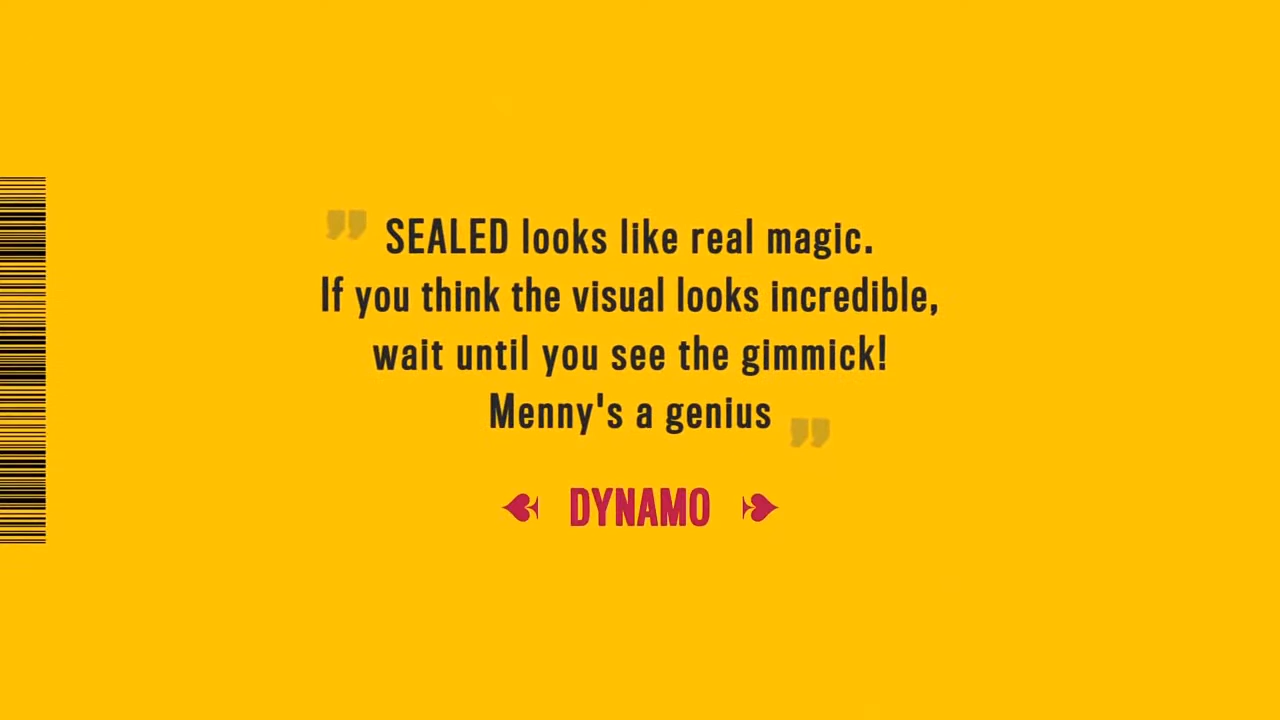 ” SEALED looks like real magic.
If you think the visual looks incredible,
wait until you see the gimmick!
Menny's a genius ”
DYNAMO